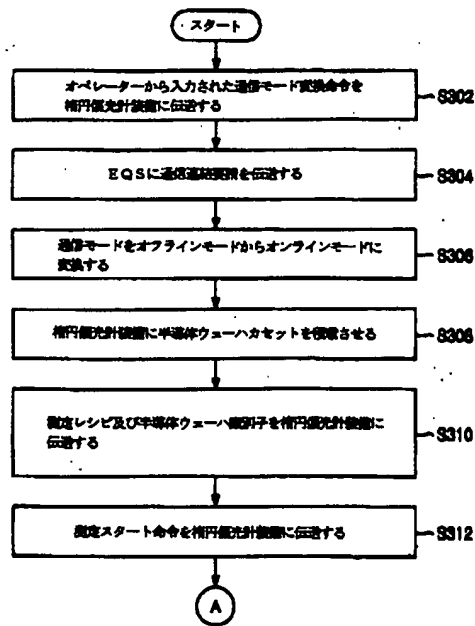 スタート
オペレーターから入力された通信モード変換命令を
楕円偏光計装備に伝送する
S302
EQSに通信連結要請を伝送する
S304
通信モードをオフラインモードからオンラインモードに
変換する
S306
楕円偏光計装備に半導体ウェーハカセットを積載させる
S308
測定レシピ及び半導体ウェーハ識別子を楕円偏光計装備に
伝送する
S310
測定スタート命令を楕円偏光計装備に伝送する
S312
A